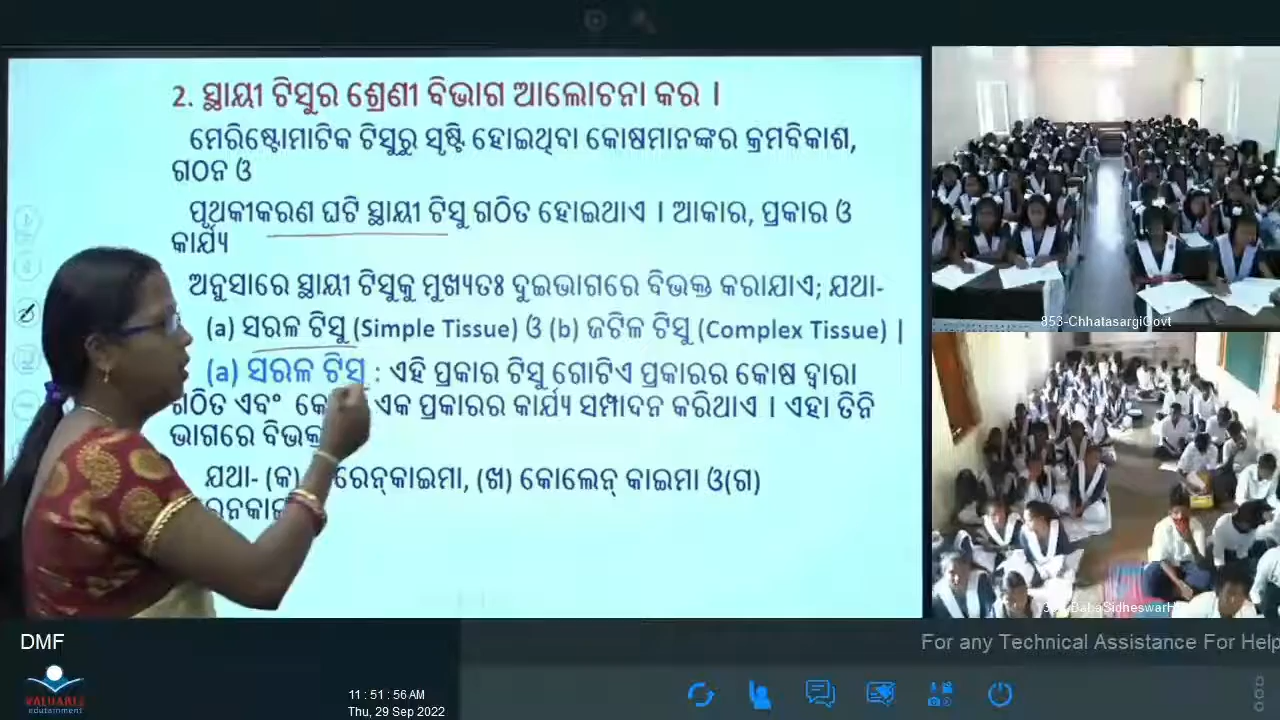 2. ସ୍ଥାୟୀ ଟିସୁର ଶ୍ରେଣୀ ବିଭାଗ ଆଲୋଚନା କର ।
ମେରିଷ୍ଟୋମାଟିକ ଟିସୁରୁ ସୃଷ୍ଟି ହୋଇଥିବା କୋଷମାନଙ୍କର କ୍ରମବିକାଶ,
ଗଠନ ଓ
ପୃଥକୀକରଣ ଘଟି ସ୍ଥାୟୀ ଟିସୁ ଗଠିତ ହୋଇଥାଏ । ଆକାର, ପ୍ରକାର ଓ
କାର୍ଯ୍ୟ
ଅନୁସାରେ ସ୍ଥାୟୀ ଟିସୁକୁ ମୁଖ୍ୟତଃ ଦୁଇଭାଗରେ ବିଭକ୍ତ କରାଯାଏ; ଯଥା-
(a) ସରଳ ଟିସୁ (Simple Tissue) ଓ (b) ଜଟିଳ ଟିସୁ (Complex Tissue) |
(a) ସରଳ ଟିସୁ : ଏହି ପ୍ରକାର ଟିସୁ ଗୋଟିଏ ପ୍ରକାରର କୋଷ ଦ୍ୱାରା
ଗଠିତ ଏବଂ ଏକ ପ୍ରକାରର କାର୍ଯ୍ୟ ସମ୍ପାଦନ କରିଥାଏ । ଏହା ତିନି
ଭାଗରେ
ଯଥା- (କ) (ଖ) କୋଲେନ୍ କାଇମା ଓ(ଗ)
853-ChhatasargiGovt
DMF
For any Technical Assistance For Help
VALUABLE
edutainment
11 : 51 : 56 AM
Thu, 29 Sep 2022